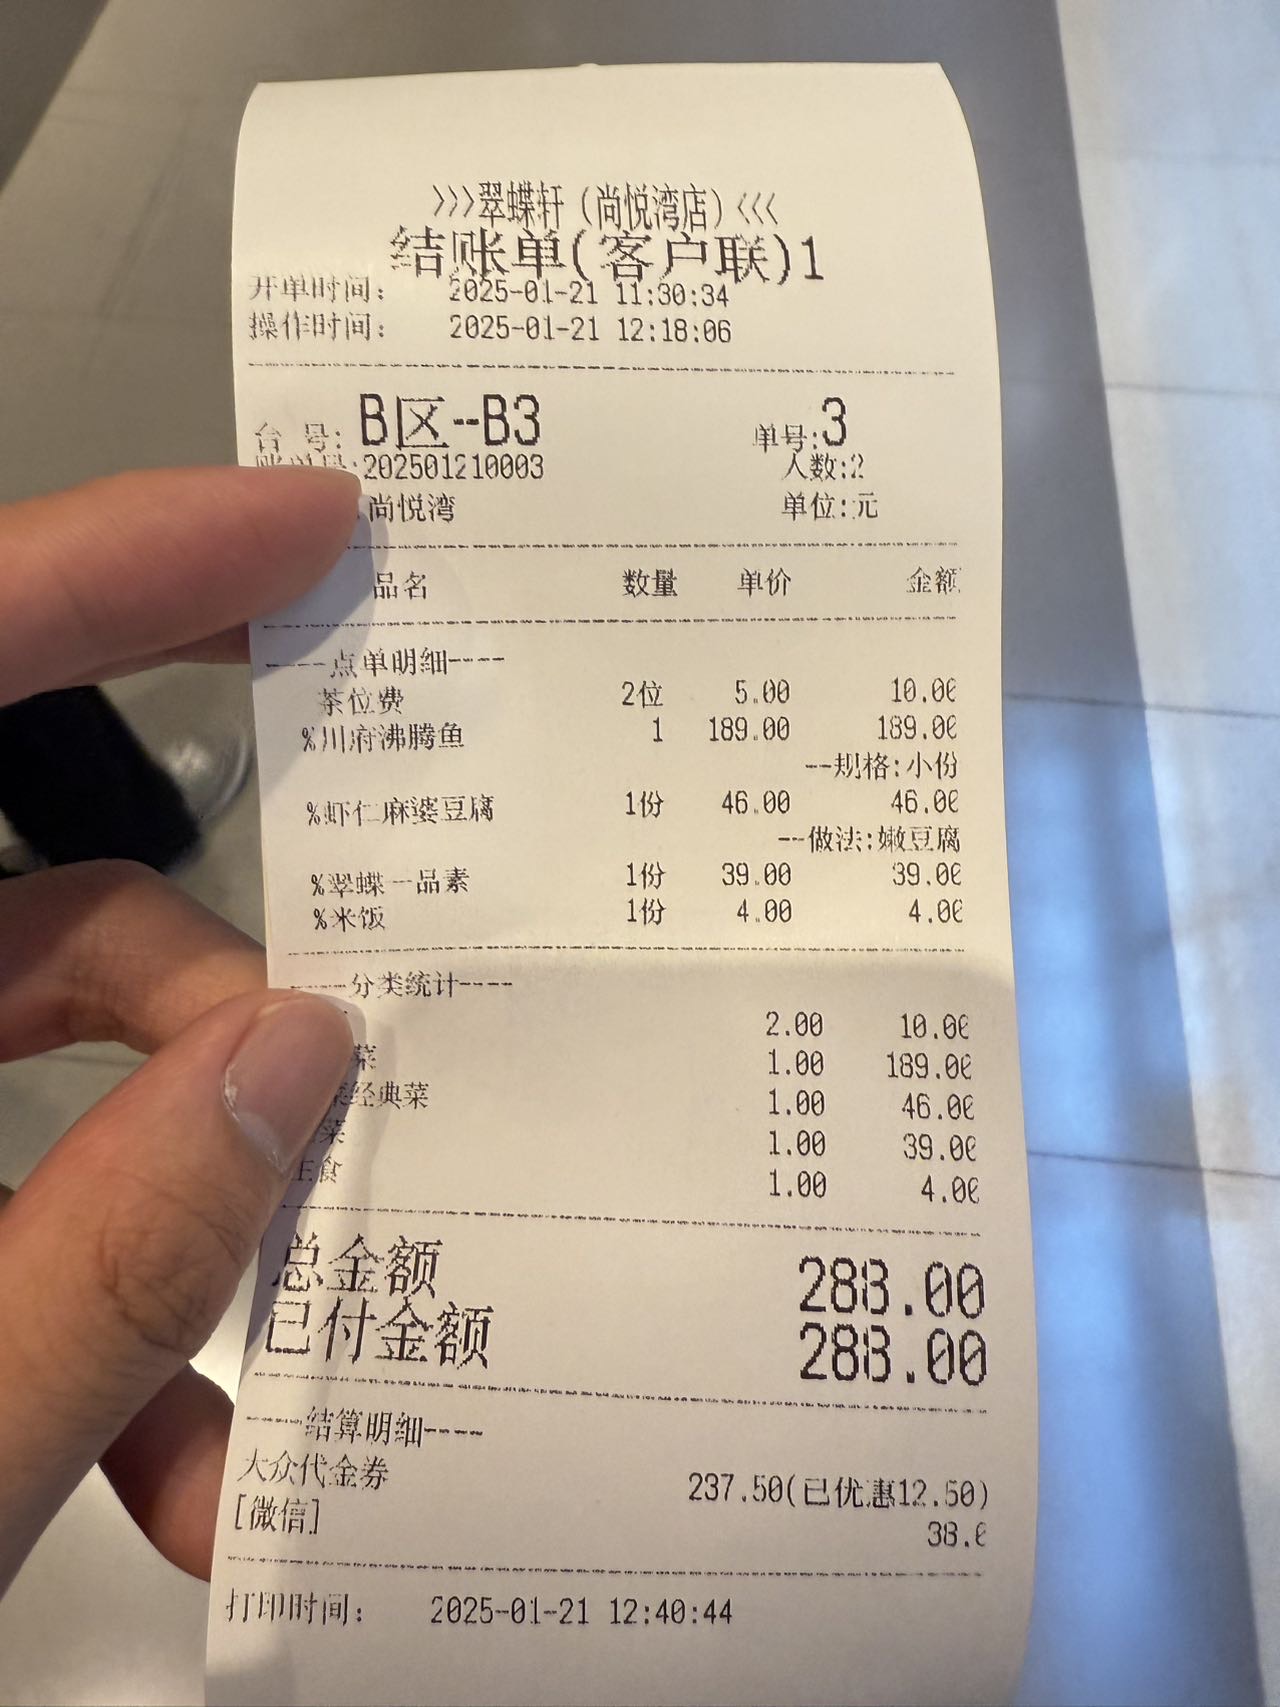 >>>翠蝶轩（尚悦湾店）<<<
结账单(客户联)1
开单时间： 2025-01-21 11:30:34
操作时间： 2025-01-21 12:18:06
台 号: B区--B3 单号:3
账单号:202501210003 人数:2
尚悦湾 单位:元
品名 数量 单价 金额
----点单明细----
茶位费 2位 5.00 10.00
%川府沸腾鱼 1 189.00 189.00
--规格:小份
%虾仁麻婆豆腐 1份 46.00 46.00
--做法:嫩豆腐
%翠蝶一品素 1份 39.00 39.00
%米饭 1份 4.00 4.00
----分类统计----
2.00 10.00
菜 1.00 189.00
菜经典菜 1.00 46.00
菜 1.00 39.00
主食 1.00 4.00
总金额 288.00
已付金额 288.00
----结算明细----
大众代金券 237.50(已优惠12.50)
[微信] 38.0
打印时间： 2025-01-21 12:40:44